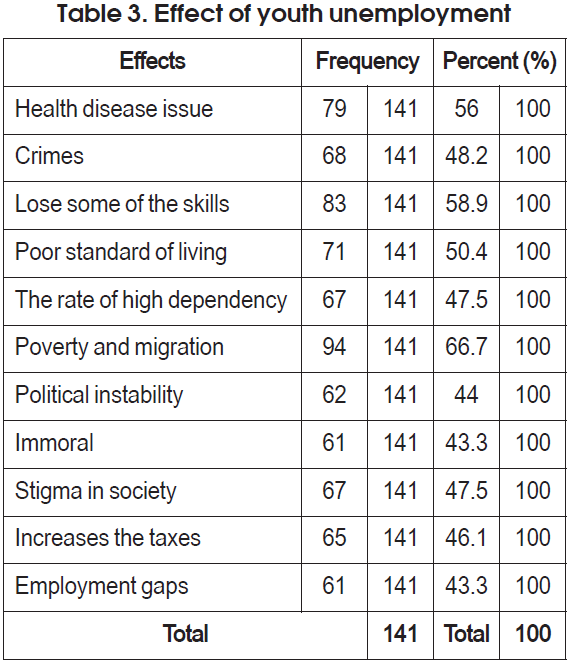 Table 3. Effect of youth unemployment
Effects Frequency Percent (%)
Health disease issue 79 141 56 100
Crimes 68 141 48.2 100
Lose some of the skills 83 141 58.9 100
Poor standard of living 71 141 50.4 100
The rate of high dependency 67 141 47.5 100
Poverty and migration 94 141 66.7 100
Political instability 62 141 44 100
Immoral 61 141 43.3 100
Stigma in society 67 141 47.5 100
Increases the taxes 65 141 46.1 100
Employment gaps 61 141 43.3 100
Total 141 Total 100